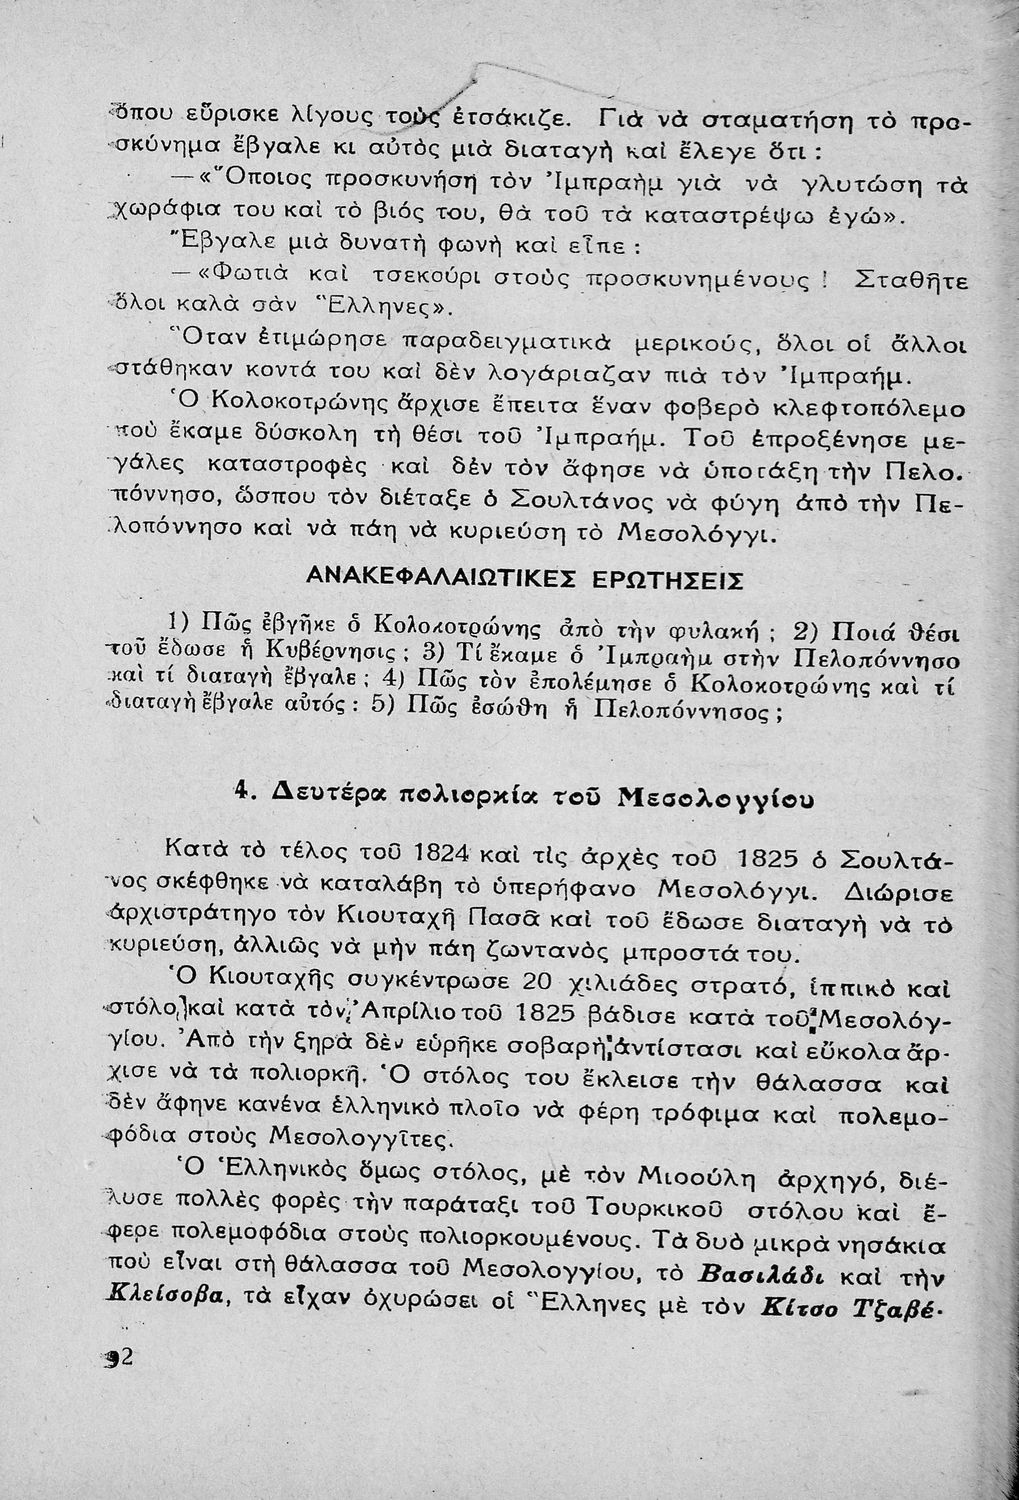 ὅπου εὕρισκε λίγους τοὺς ἐτσάκιζε. Γιὰ νὰ σταματήση τὸ προ-
σκύνημα ἔβγαλε κι αὐτὸς μιὰ διαταγὴ καὶ ἔλεγε ὅτι :
— «Ὅποιος προσκυνήση τὸν Ἰμπραὴμ γιὰ νὰ γλυτώση τὰ
χωράφια του καὶ τὸ βιός του, θὰ τοῦ τὰ καταστρέψω ἐγώ».
Ἔβγαλε μιὰ δυνατὴ φωνὴ καὶ εἶπε :
— «Φωτιὰ καὶ τσεκούρι στοὺς προσκυνημένους ! Σταθῆτε
ὅλοι καλὰ σὰν Ἕλληνες».
Ὅταν ἐτιμώρησε παραδειγματικὰ μερικούς, ὅλοι οἱ ἄλλοι
στάθηκαν κοντά του καὶ δὲν λογάριαζαν πιὰ τὸν Ἰμπραήμ.
Ὁ Κολοκοτρώνης ἄρχισε ἔπειτα ἕναν φοβερὸ κλεφτοπόλεμο
ποὺ ἔκαμε δύσκολη τὴ θέσι τοῦ Ἰμπραήμ. Τοῦ ἐπροξένησε με-
γάλες καταστροφὲς καὶ δὲν τὸν ἄφησε νὰ ὑποτάξη τὴν Πελο.
πόννησο, ὥσπου τὸν διέταξε ὁ Σουλτάνος νὰ φύγη ἀπὸ τὴν Πε-
λοπόννησο καὶ νὰ πάη νὰ κυριεύση τὸ Μεσολόγγι.
ΑΝΑΚΕΦΑΛΑΙΩΤΙΚΕΣ ΕΡΩΤΗΣΕΙΣ
1) Πῶς ἐβγῆκε ὁ Κολοκοτρώνης ἀπὸ τὴν φυλακή ; 2) Ποιά θέσι
τοῦ ἔδωσε ἡ Κυβέρνησις ; 3) Τί ἔκαμε ὁ Ἰμπραὴμ στὴν Πελοπόννησο
καὶ τί διαταγὴ ἔβγαλε ; 4) Πῶς τὸν ἐπολέμησε ὁ Κολοκοτρώνης καὶ τί
διαταγὴ ἔβγαλε αὐτός : 5) Πῶς ἐσώθη ἡ Πελοπόννησος ;
4. Δευτέρα πολιορκία τοῦ Μεσολογγίου
Κατὰ τὸ τέλος τοῦ 1824 καὶ τὶς ἀρχὲς τοῦ 1825 ὁ Σουλτά-
νος σκέφθηκε νὰ καταλάβη τὸ ὑπερήφανο Μεσολόγγι. Διώρισε
ἀρχιστράτηγο τὸν Κιουταχῆ Πασᾶ καὶ τοῦ ἔδωσε διαταγὴ νὰ τὸ
κυριεύση, ἀλλιῶς νὰ μὴν πάη ζωντανὸς μπροστά του.
Ὁ Κιουταχῆς συγκέντρωσε 20 χιλιάδες στρατό, ἱππικὸ καὶ
στόλο καὶ κατὰ τὸν Ἀπρίλιο τοῦ 1825 βάδισε κατὰ τοῦ Μεσολόγ-
γίου. Ἀπὸ τὴν ξηρὰ δὲν εὑρῆκε σοβαρὴ ἀντίστασι καὶ εὔκολα ἄρ-
χισε νὰ τὰ πολιορκῆ. Ὁ στόλος του ἔκλεισε τὴν θάλασσα καὶ
δὲν ἄφηνε κανένα ἑλληνικὸ πλοῖο νὰ φέρη τρόφιμα καὶ πολεμο-
φόδια στοὺς Μεσολογγῖτες.
Ὁ Ἑλληνικὸς ὅμως στόλος, μὲ τὸν Μιοούλη ἀρχηγό, διέ-
λυσε πολλὲς φορὲς τὴν παράταξι τοῦ Τουρκικοῦ στόλου καὶ ἔ-
φερε πολεμοφόδια στοὺς πολιορκουμένους. Τὰ δυὸ μικρὰ νησάκια
ποὺ εἶναι στὴ θάλασσα τοῦ Μεσολογγίου, τὸ Βασιλάδι καὶ τὴν
Κλείσοβα, τὰ εἶχαν ὀχυρώσει οἱ Ἕλληνες μὲ τὸν Κίτσο Τζαβέ-
92